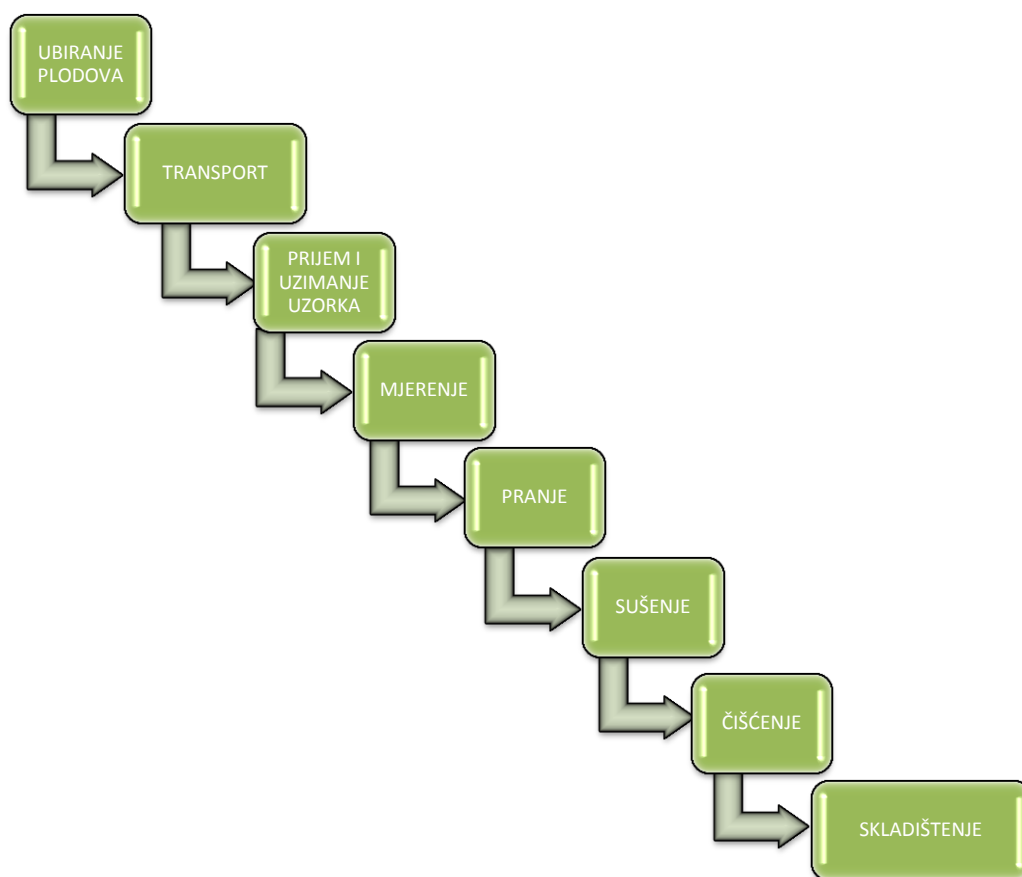 UBIRANJE
PLODOVA
TRANSPORT
PRIJEM I
UZIMANJE
UZORKA
MJERENJE
PRANJE
SUŠENJE
ČIŠĆENJE
SKLADIŠTENJE